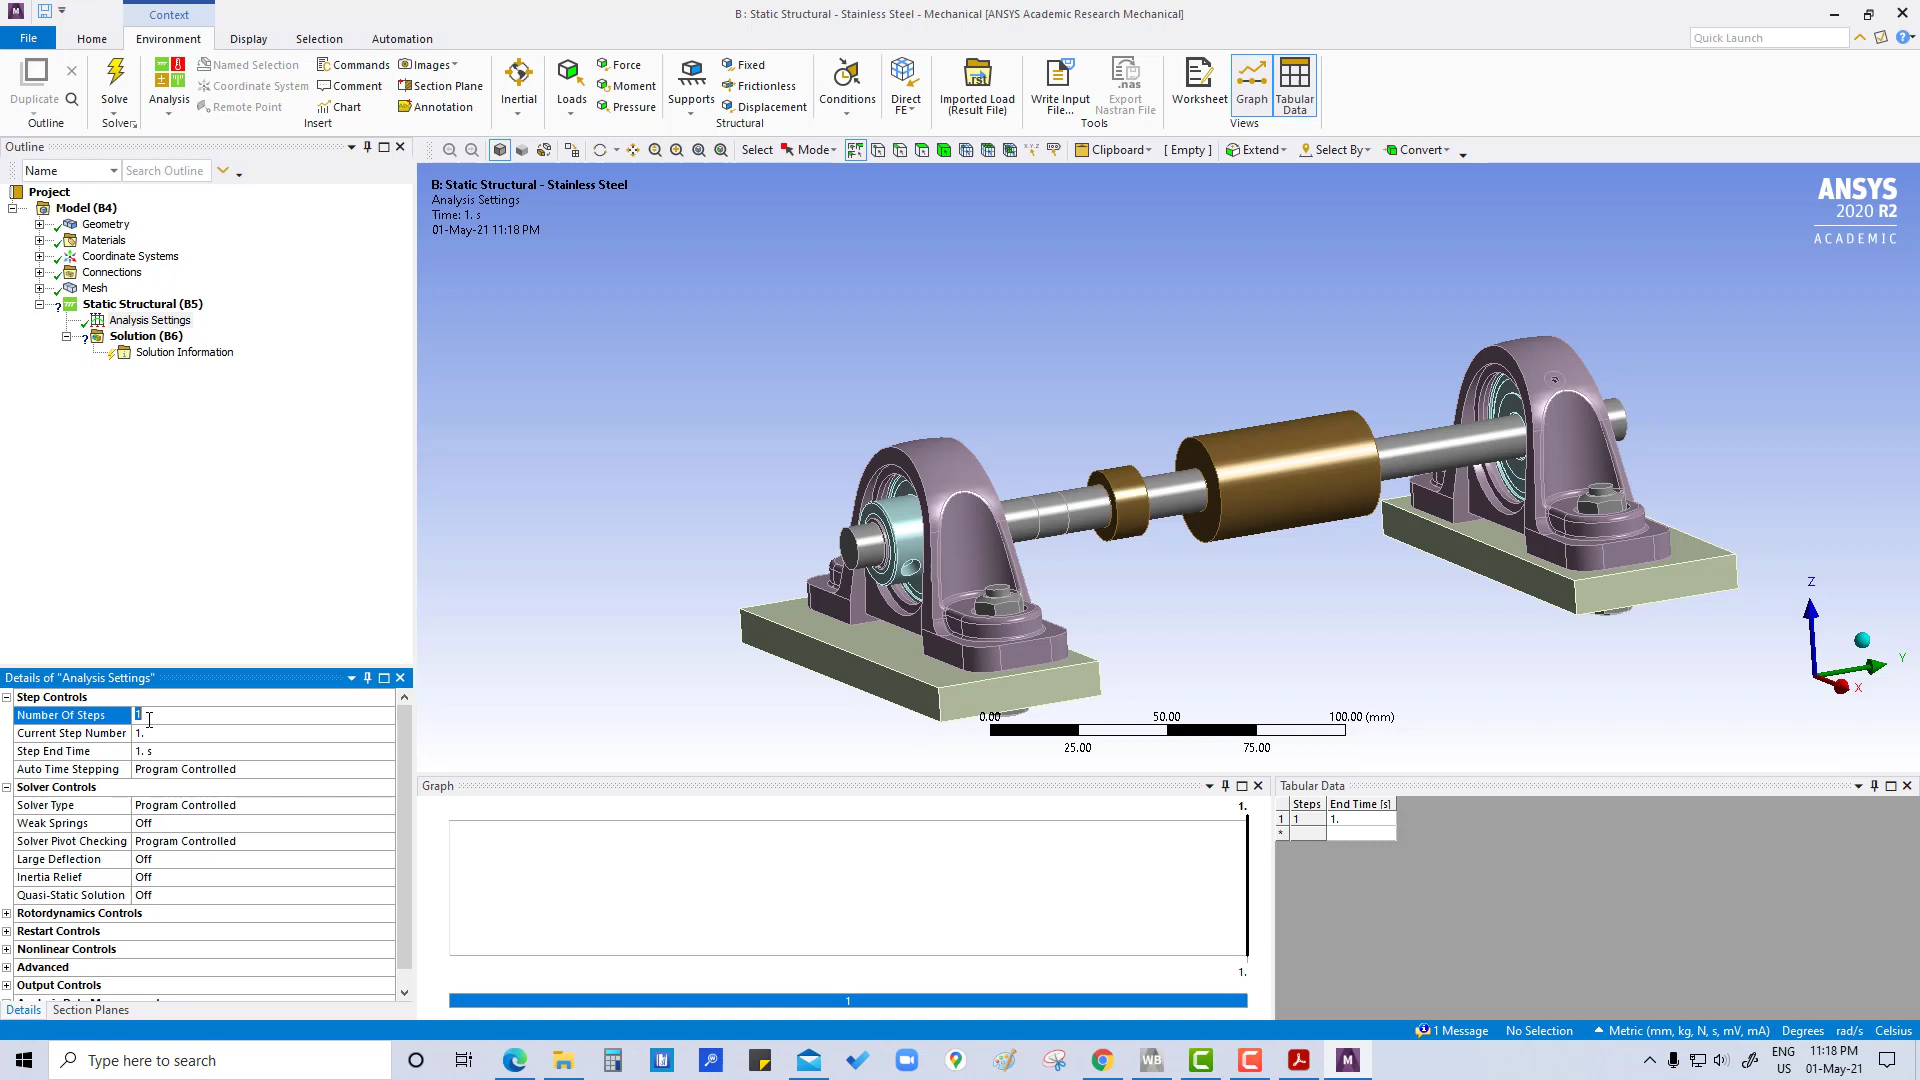 Context
B : Static Structural - Stainless Steel - Mechanical [ANSYS Academic Research Mechanical]
File Home Environment Display Selection Automation
Quick Launch
Duplicate
Outline
Solve
Solver
Analysis
Named Selection
Coordinate System
Remote Point
Commands
Comment
Chart
Images
Section Plane
Annotation
Insert
Inertial
Loads
Force
Moment
Pressure
Supports
Fixed
Frictionless
Displacement
Structural
Conditions
Direct FE
Imported Load (Result File)
Write Input File...
Export Nastran File
Tools
Worksheet
Graph
Tabular Data
Views
Outline
Name
Search Outline
Project
Model (B4)
Geometry
Materials
Coordinate Systems
Connections
Mesh
Static Structural (B5)
Analysis Settings
Solution (B6)
Solution Information
Select Mode Clipboard [ Empty ] Extend Select By Convert
B: Static Structural - Stainless Steel
Analysis Settings
Time: 1. s
01-May-21 11:18 PM
ANSYS
2020 R2
ACADEMIC
Z
Y
X
0.00 50.00 100.00 (mm)
25.00 75.00
Details of "Analysis Settings"
Step Controls
Number Of Steps 1
Current Step Number 1.
Step End Time 1. s
Auto Time Stepping Program Controlled
Solver Controls
Solver Type Program Controlled
Weak Springs Off
Solver Pivot Checking Program Controlled
Large Deflection Off
Inertia Relief Off
Quasi-Static Solution Off
Rotordynamics Controls
Restart Controls
Nonlinear Controls
Advanced
Output Controls
Details Section Planes
Graph
1.
1.
1
Tabular Data
Steps End Time [s]
1 1 1.
*
1 Message No Selection Metric (mm, kg, N, s, mV, mA) Degrees rad/s Celsius
Type here to search
WB
M
ENG
US
11:18 PM
01-May-21